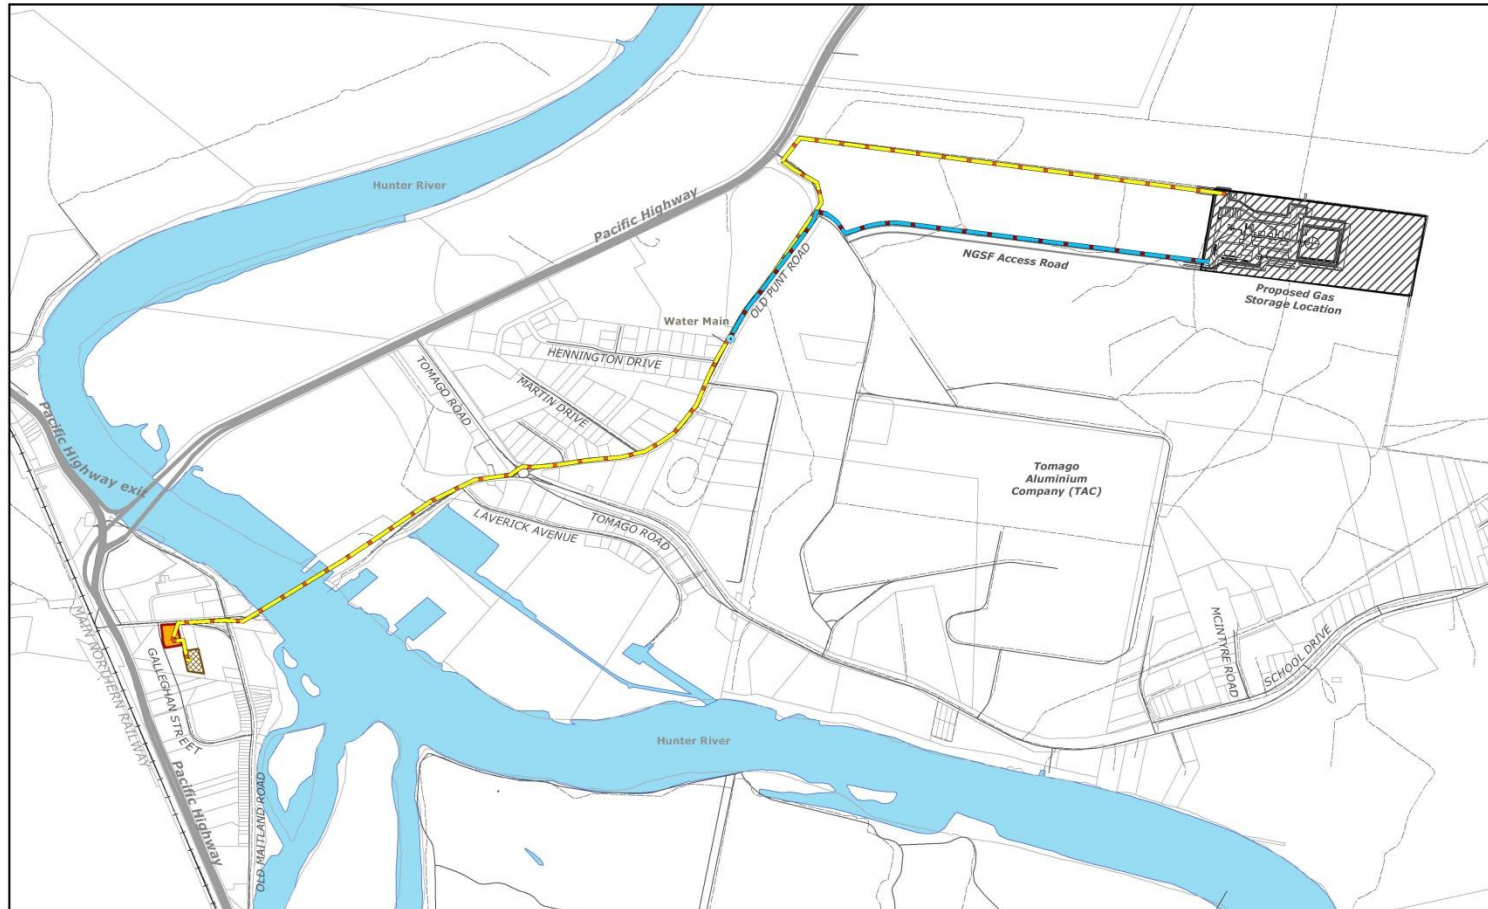 Hunter River
Pacific Highway
NGSF Access Road
OLD PUNT ROAD
Proposed Gas
Storage Location
Water Main
HENNINGTON DRIVE
TOMAGO ROAD
MARTIN DRIVE
Pacific Highway exit
Tomago
Aluminium
Company (TAC)
LAVERICK AVENUE
TOMAGO ROAD
MCINTYRE ROAD
SCHOOL DRIVE
MAIN NORTHERN RAILWAY
GALLEGHAN STREET
Hunter River
Pacific Highway
OLD MAITLAND ROAD